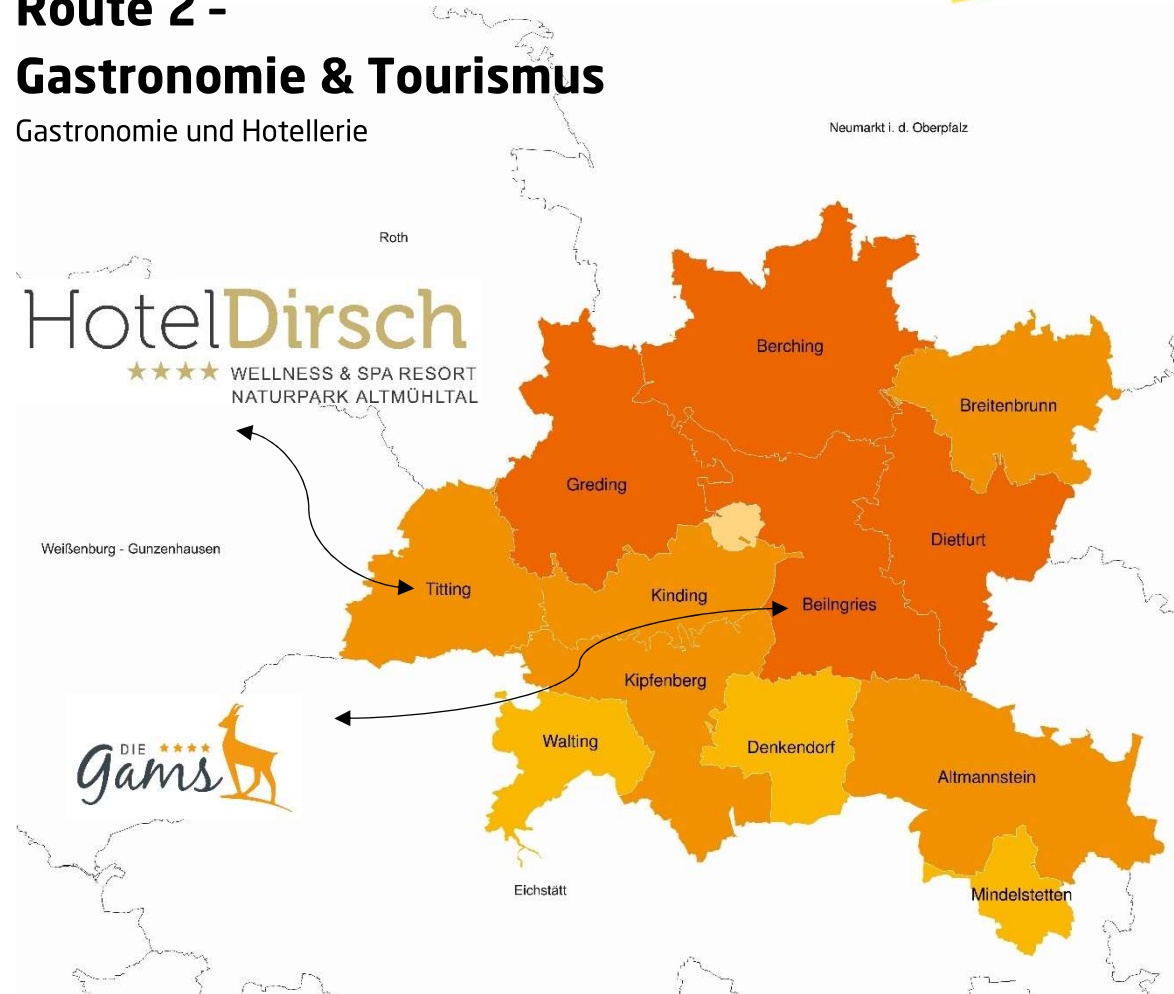 Route 2 –
Gastronomie & Tourismus
Gastronomie und Hotellerie
Neumarkt i. d. Oberpfalz
Roth
HotelDirsch
WELLNESS & SPA RESORT
NATURPARK ALTMÜHLTAL
Berching
Breitenbrunn
Greding
Dietfurt
Weißenburg - Gunzenhausen
Titting
Kinding
Beilngries
Kipfenberg
DIE
gams
Walting
Denkendorf
Altmannstein
Eichstätt
Mindelstetten